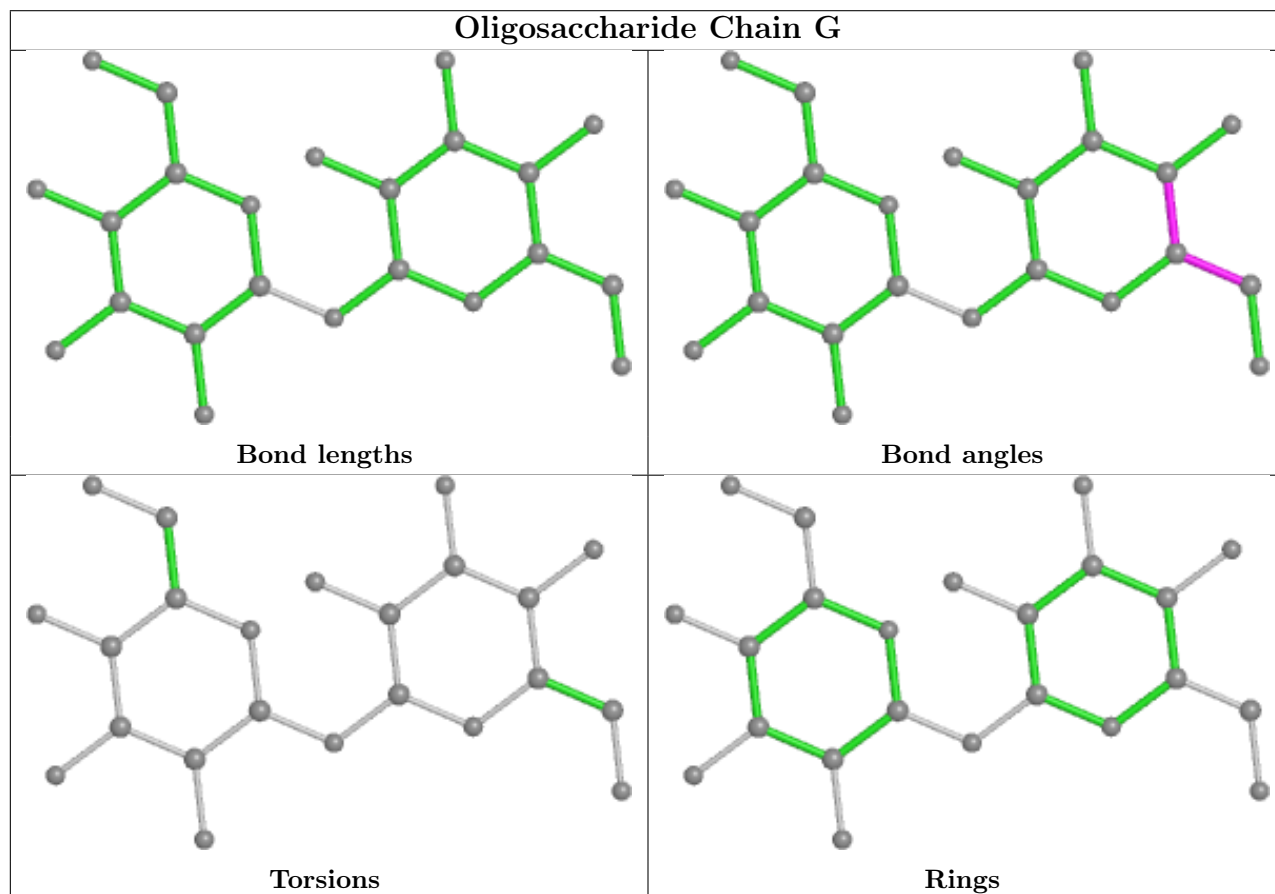 Oligosaccharide Chain G
Bond lengths
Bond angles
Torsions
Rings